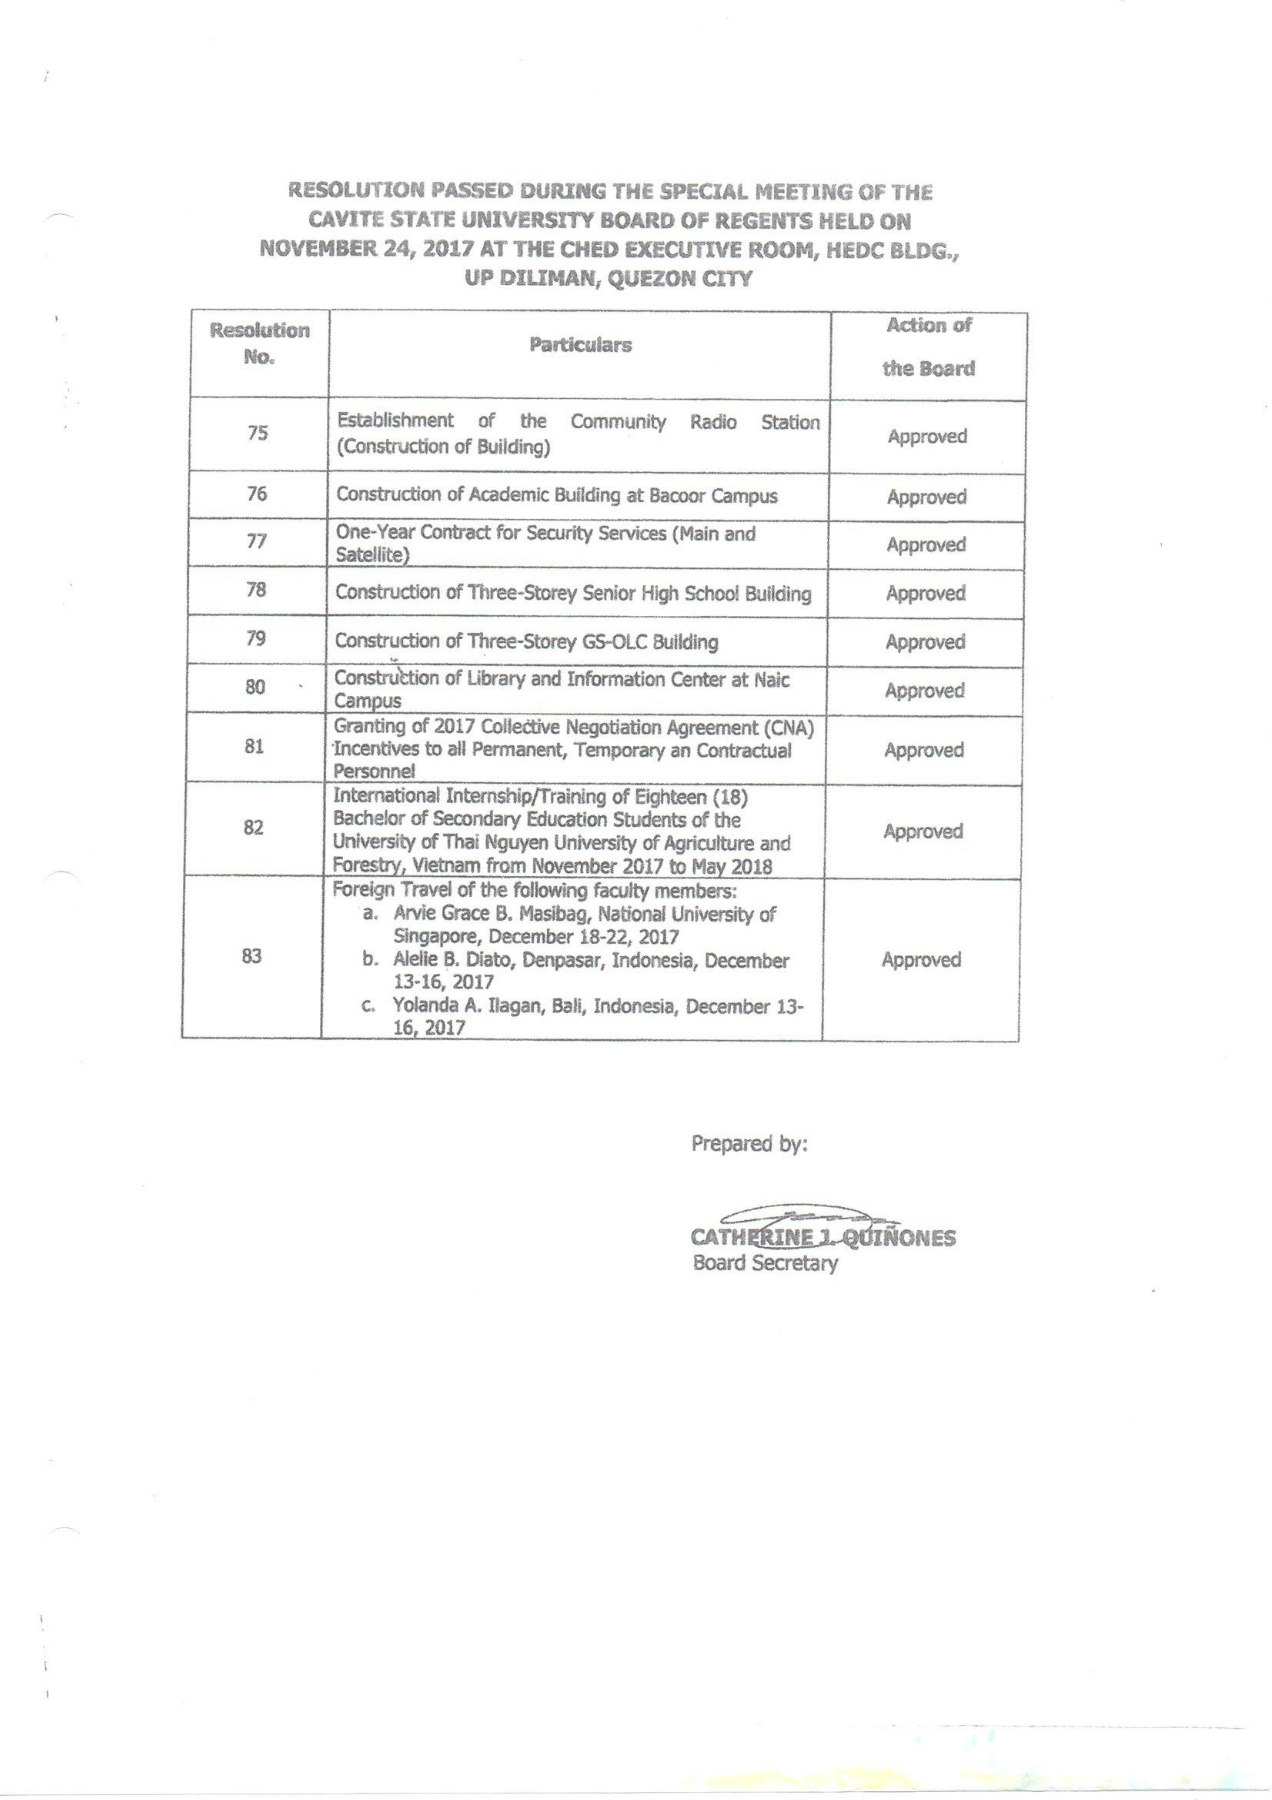 RESOLUTION PASSED DURING THE SPECIAL MEETING OF THE
CAVITE STATE UNIVERSITY BOARD OF REGENTS HELD ON
NOVEMBER 24, 2017 AT THE CHED EXECUTIVE ROOM, HEDC BLDG.,
UP DILIMAN, QUEZON CITY
Resolution
No.
Particulars
Action of
the Board
75
Establishment of the Community Radio Station
(Construction of Building)
Approved
76
Construction of Academic Building at Bacoor Campus
Approved
77
One-Year Contract for Security Services (Main and
Satellite)
Approved
78
Construction of Three-Storey Senior High School Building
Approved
79
Construction of Three-Storey GS-OLC Building
Approved
80
Construction of Library and Information Center at Naic
Campus
Approved
81
Granting of 2017 Collective Negotiation Agreement (CNA)
Incentives to all Permanent, Temporary an Contractual
Personnel
Approved
82
International Internship/Training of Eighteen (18)
Bachelor of Secondary Education Students of the
University of Thai Nguyen University of Agriculture and
Forestry, Vietnam from November 2017 to May 2018
Approved
83
Foreign Travel of the following faculty members:
a. Arvie Grace B. Masibag, National University of
Singapore, December 18-22, 2017
b. Alelie B. Diato, Denpasar, Indonesia, December
13-16, 2017
c. Yolanda A. Ilagan, Bali, Indonesia, December 13-
16, 2017
Approved
Prepared by:
CATHERINE J. QUIÑONES
Board Secretary